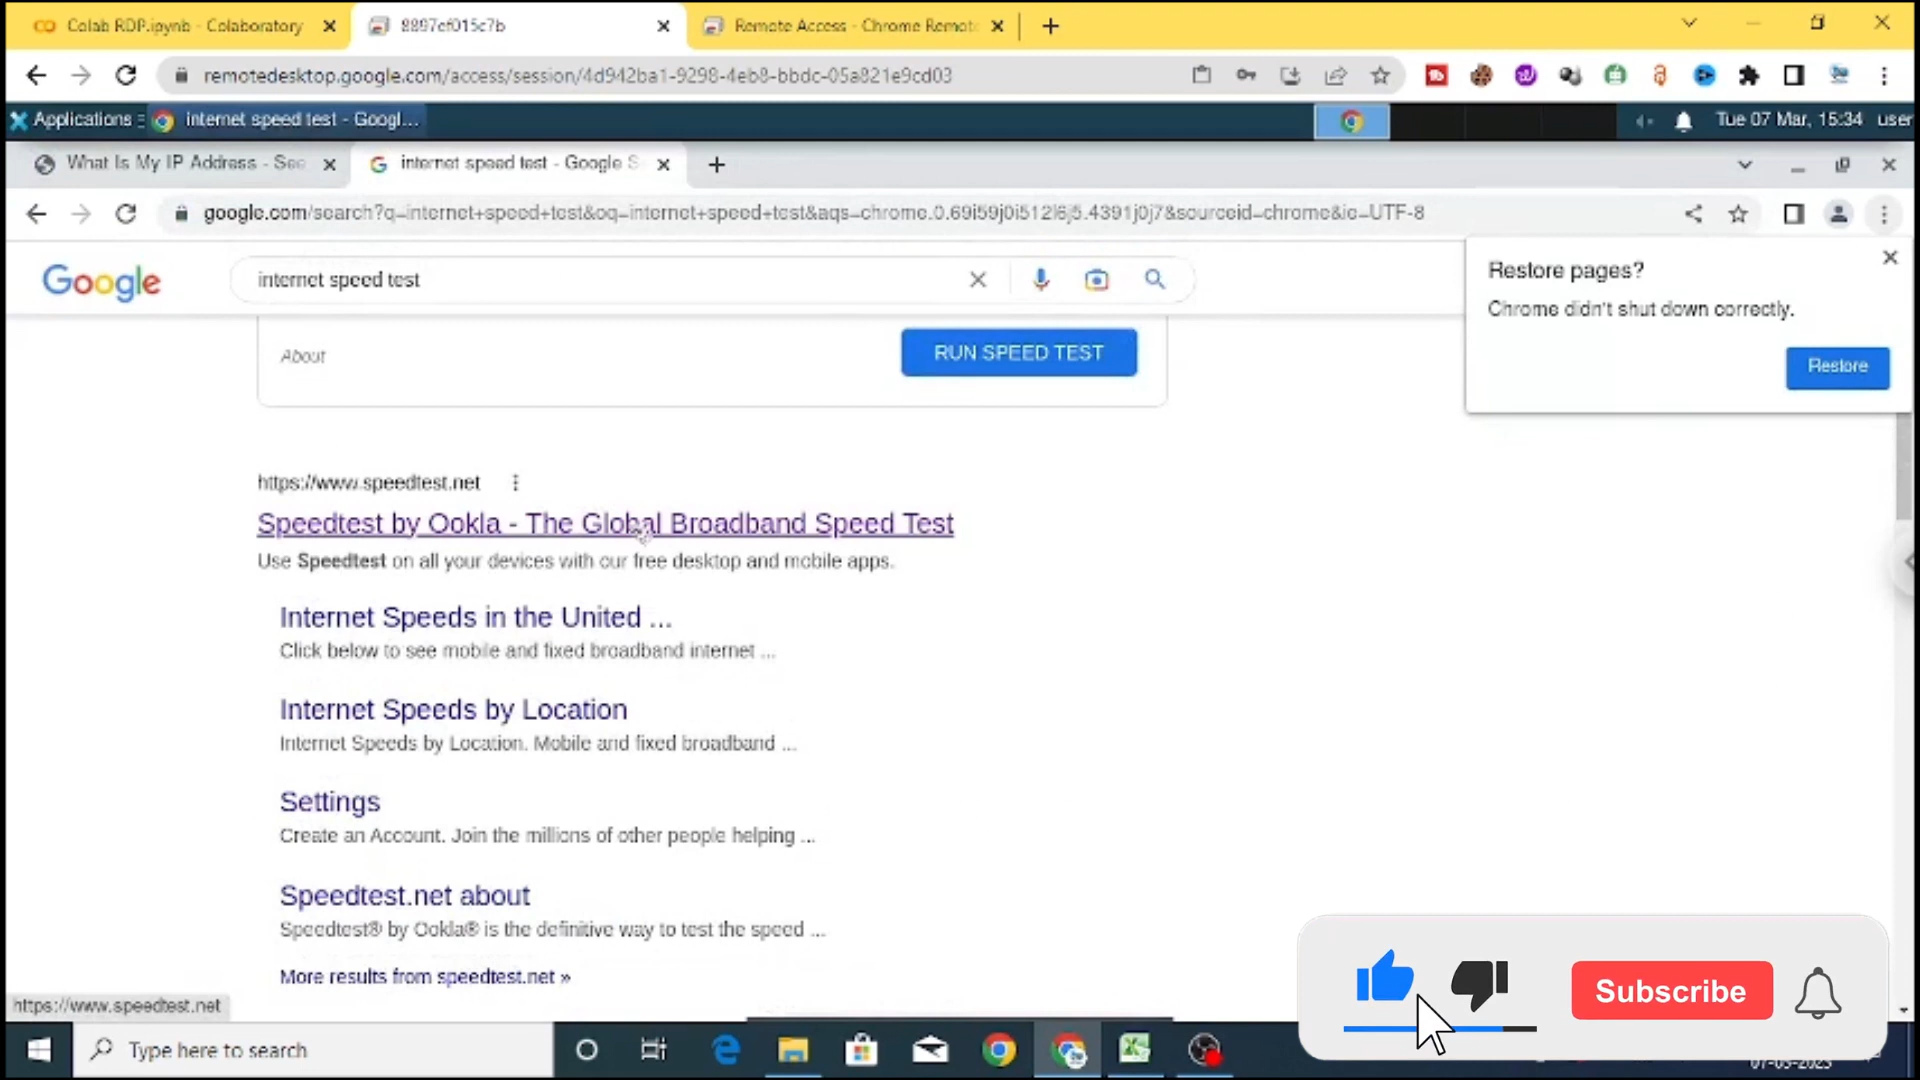 Colab RDP.ipynb - Colaboratory
8897ef015c7b
Remote Access - Chrome Remot
remotedesktop.google.com/access/session/4d942ba1-9298-4eb8-bbdc-05a821e9cd03
Applications
internet speed test - Googl...
Tue 07 Mar, 15:34 user
What Is My IP Address - See
internet speed test - Google S
google.com/search?q=internet+speed+test&oq=internet+speed+test&aqs=chrome.0.69i59j0i512l6j5.4391j0j7&sourceid=chrome&ie=UTF-8
Google
internet speed test
Restore pages?
Chrome didn't shut down correctly.
Restore
About
RUN SPEED TEST
https://www.speedtest.net
Speedtest by Ookla - The Global Broadband Speed Test
Use Speedtest on all your devices with our free desktop and mobile apps.
Internet Speeds in the United ...
Click below to see mobile and fixed broadband internet ...
Internet Speeds by Location
Internet Speeds by Location. Mobile and fixed broadband ...
Settings
Create an Account. Join the millions of other people helping ...
Speedtest.net about
Speedtest® by Ookla® is the definitive way to test the speed ...
More results from speedtest.net »
https://www.speedtest.net
Subscribe
Type here to search